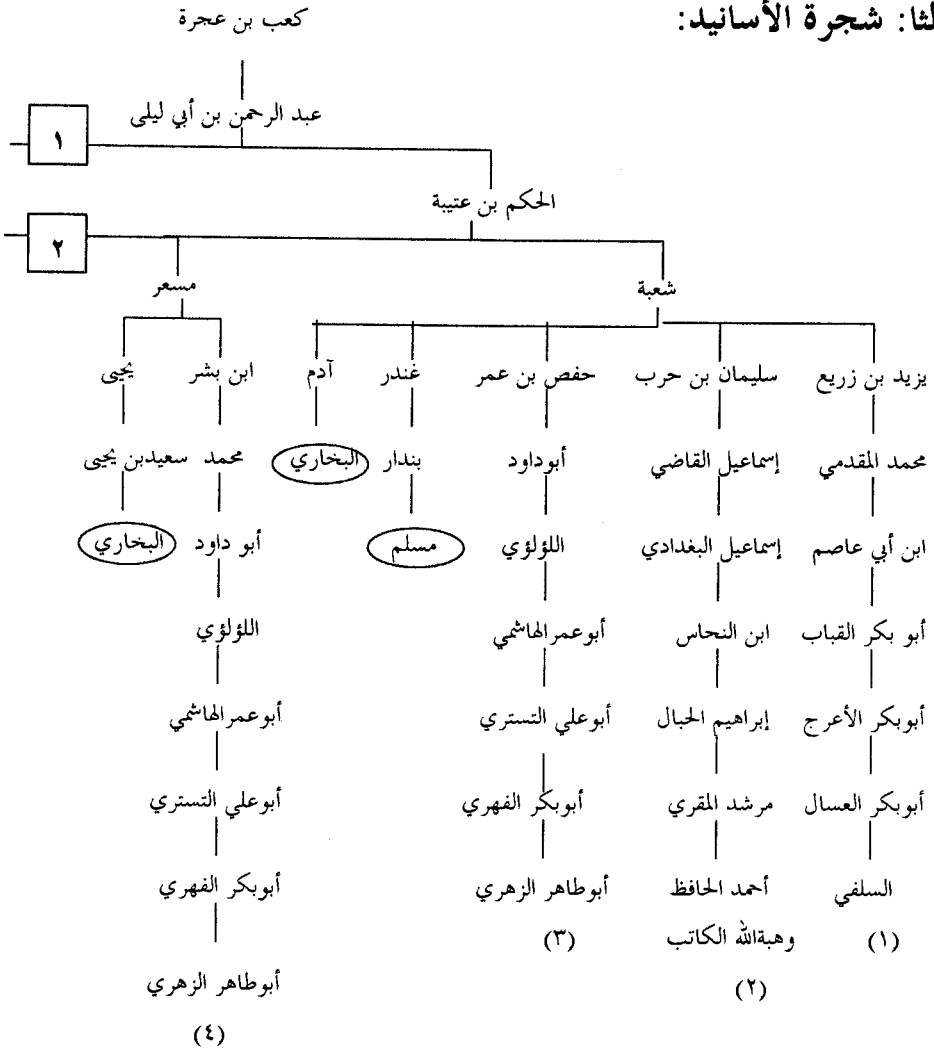 لثا: شجرة الأسانيد:
كعب بن عجرة
عبد الرحمن بن أبي ليلى
١
الحكم بن عتيبة
٢
شعبة
مسعر
يزيد بن زريع
سليمان بن حرب
حفص بن عمر
غندر
آدم
ابن بشر
يحيى
محمد المقدمي
إسماعيل القاضي
أبوداود
بندار
البخاري
محمد
سعيدبن يحيى
ابن أبي عاصم
إسماعيل البغدادي
اللؤلؤي
مسلم
أبو داود
البخاري
أبو بكر القباب
ابن النحاس
أبوعمرالهاشمي
اللؤلؤي
أبوبكر الأعرج
إبراهيم الحبال
أبوعلي التستري
أبوعمرالهاشمي
أبوبكر العسال
مرشد المقري
أبوبكر الفهري
أبوعلي التستري
السلفي
أحمد الحافظ
أبوطاهر الزهري
أبوبكر الفهري
(١)
وهبةالله الكاتب
(٣)
(٢)
أبوطاهر الزهري
(٤)